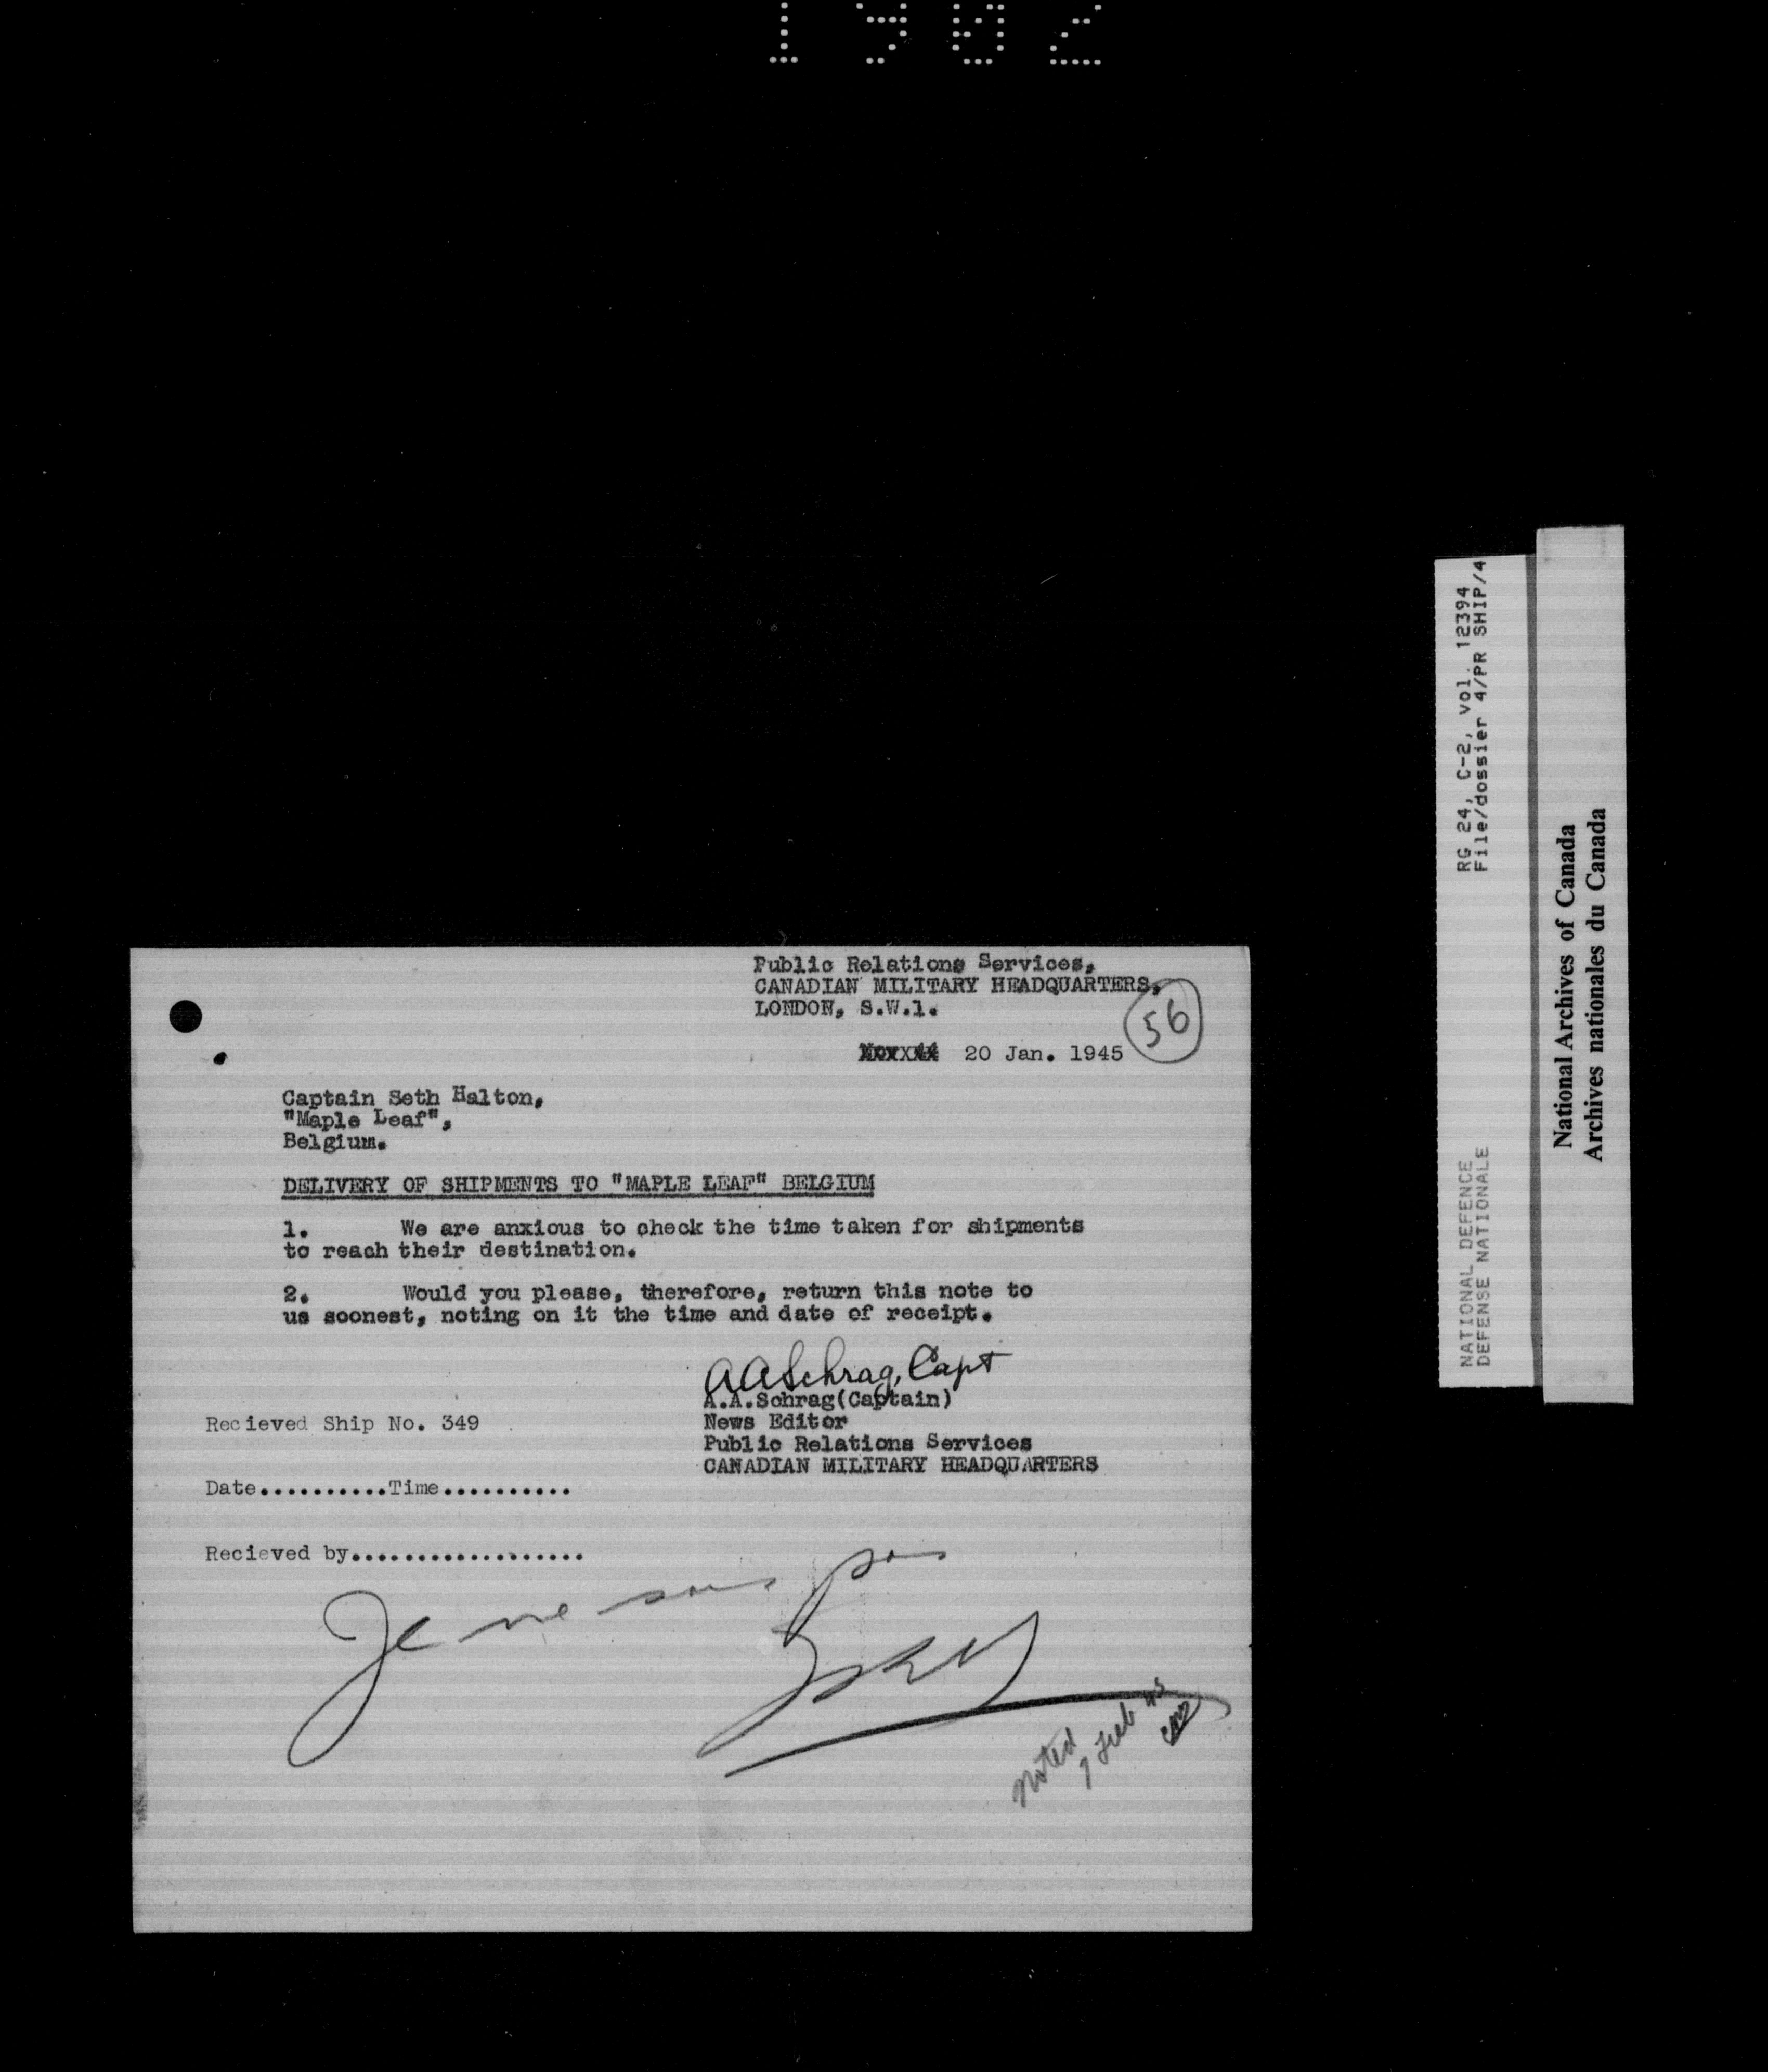 1902
Public Relations Services,
CANADIAN MILITARY HEADQUARTERS,
LONDON, S.W.1.
56
20 Jan. 1945
Captain Seth Halton,
"Maple Leaf",
Belgium.
DELIVERY OF SHIPMENTS TO "MAPLE LEAF" BELGIUM
1. We are anxious to check the time taken for shipments
to reach their destination.
2. Would you please, therefore, return this note to
us soonest, noting on it the time and date of receipt.
AASchrag, Capt
A.A.Schrag(Captain)
News Editor
Public Relations Services
CANADIAN MILITARY HEADQUARTERS
Recieved Ship No. 349
Date..........Time..........
Recieved by..................
Je ne sais pas
Noted
7 Feb 45
RG 24, C-2, vol. 12394
File/dossier 4/PR SHIP/4
NATIONAL DEFENCE
DEFENSE NATIONALE
National Archives of Canada
Archives nationales du Canada